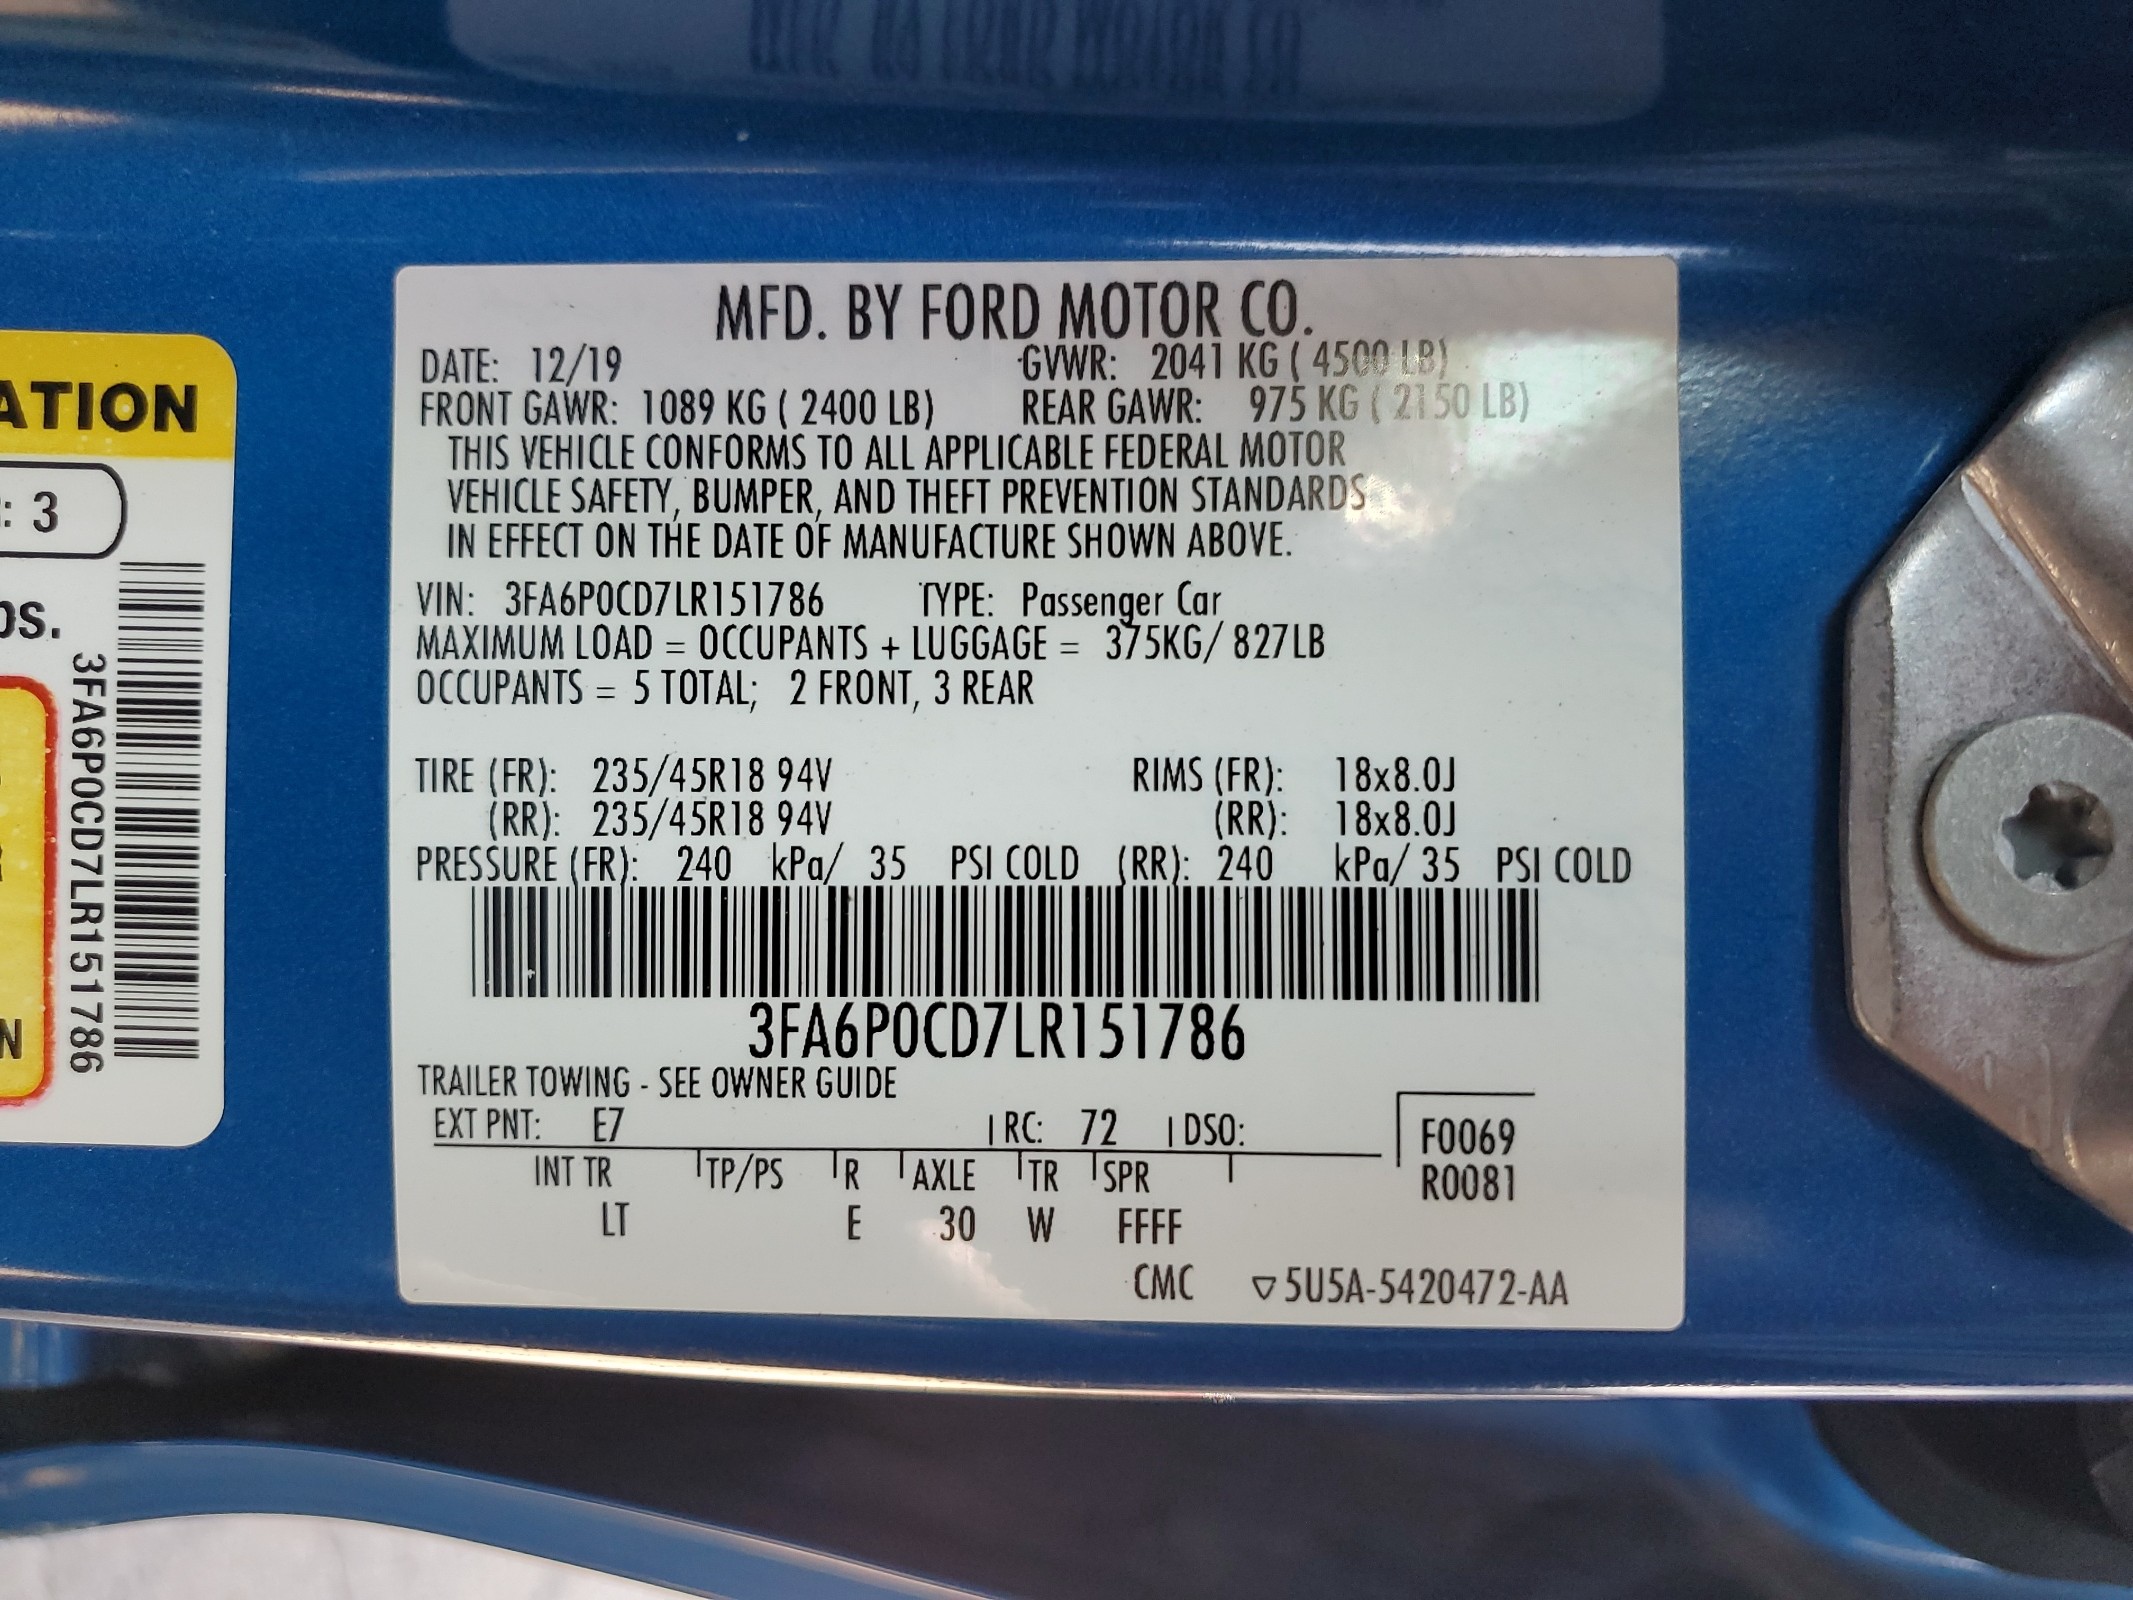 MFD. BY FORD MOTOR CO.
DATE: 12/19 GVWR: 2041 KG ( 4500 LB)
FRONT GAWR: 1089 KG ( 2400 LB) REAR GAWR: 975 KG ( 2150 LB)
THIS VEHICLE CONFORMS TO ALL APPLICABLE FEDERAL MOTOR
VEHICLE SAFETY, BUMPER, AND THEFT PREVENTION STANDARDS
IN EFFECT ON THE DATE OF MANUFACTURE SHOWN ABOVE.
VIN: 3FA6P0CD7LR151786 TYPE: Passenger Car
MAXIMUM LOAD = OCCUPANTS + LUGGAGE = 375KG/ 827LB
OCCUPANTS = 5 TOTAL; 2 FRONT, 3 REAR
TIRE (FR): 235/45R18 94V RIMS (FR): 18x8.0J
(RR): 235/45R18 94V (RR): 18x8.0J
PRESSURE (FR): 240 kPa/ 35 PSI COLD (RR): 240 kPa/ 35 PSI COLD
3FA6P0CD7LR151786
TRAILER TOWING - SEE OWNER GUIDE
EXT PNT: E7 RC: 72 DSO: F0069
INT TR TP/PS R AXLE TR SPR R0081
LT E 30 W FFFF
CMC ▽5U5A-5420472-AA
ATION
: 3
3FA6P0CD7LR151786